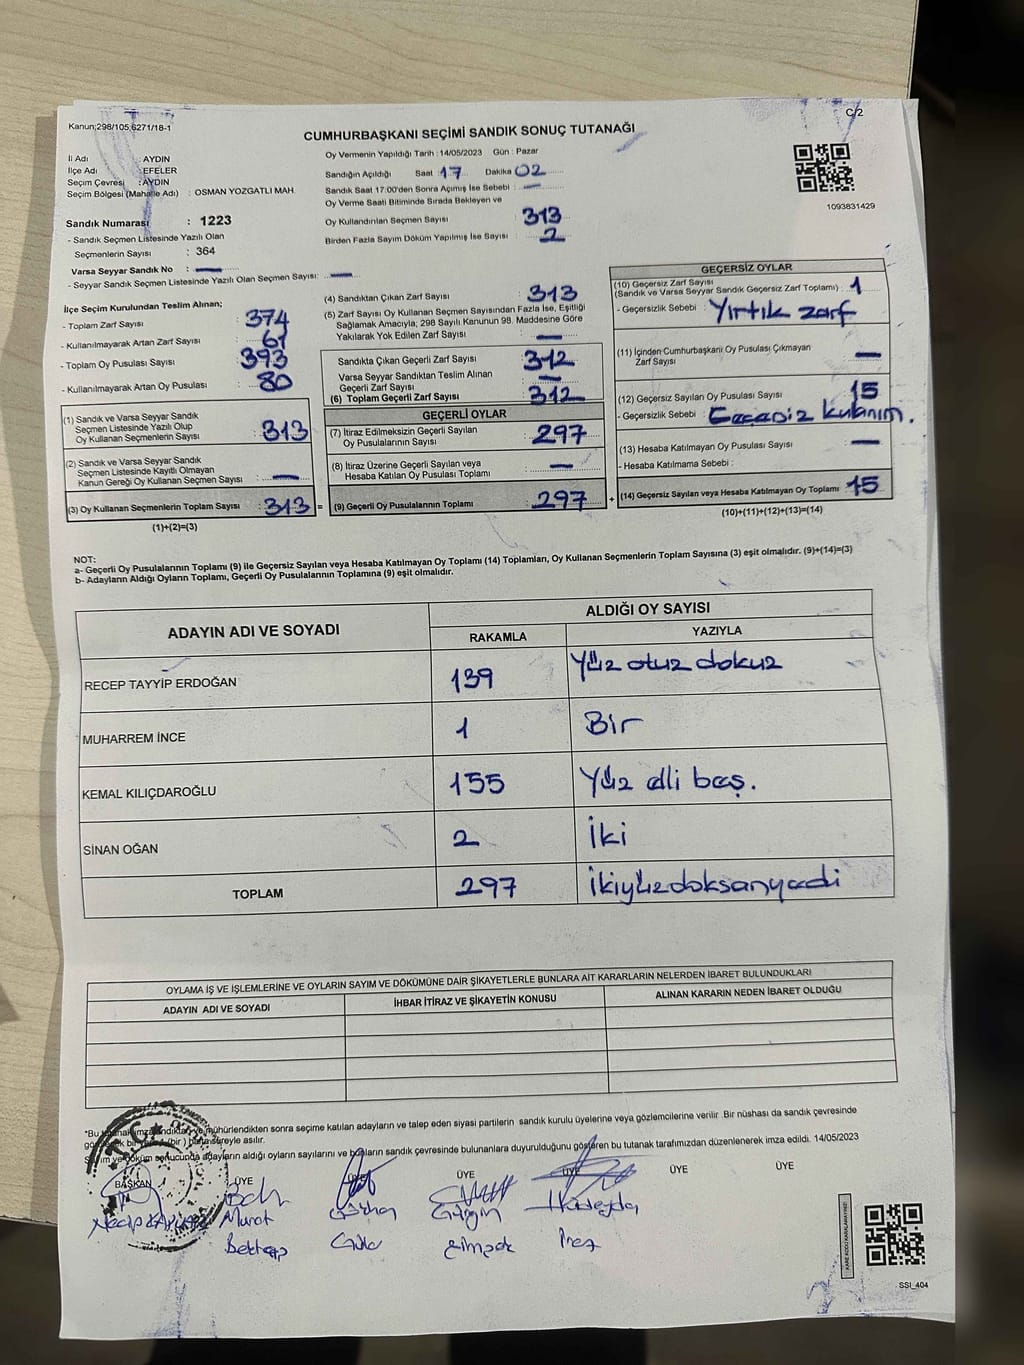 Kanun;298/105,6271/18-1
C/2
CUMHURBAŞKANI SEÇİMİ SANDIK SONUÇ TUTANAĞI
İl Adı : AYDIN
İlçe Adı : EFELER
Seçim Çevresi : AYDIN
Seçim Bölgesi (Mahalle Adı) : OSMAN YOZGATLI MAH.
Sandık Numarası : 1223
- Sandık Seçmen Listesinde Yazılı Olan
Seçmenlerin Sayısı : 364
Varsa Seyyar Sandık No : —
- Seyyar Sandık Seçmen Listesinde Yazılı Olan Seçmen Sayısı: —
Oy Vermenin Yapıldığı Tarih : 14/05/2023 Gün : Pazar
Sandığın Açıldığı Saat 17 Dakika 02
Sandık Saat 17:00'den Sonra Açımış İse Sebebi : —
Oy Verme Saati Bitiminde Sırada Bekleyen ve
Oy Kullandırılan Seçmen Sayısı : 313
Birden Fazla Sayım Döküm Yapılmış İse Sayısı : 2
1093831429
İlçe Seçim Kurulundan Teslim Alınan;
- Toplam Zarf Sayısı : 374
- Kullanılmayarak Artan Zarf Sayısı : 61
- Toplam Oy Pusulası Sayısı : 393
- Kullanılmayarak Artan Oy Pusulası : 80
(1) Sandık ve Varsa Seyyar Sandık
Seçmen Listesinde Yazılı Olup
Oy Kullanan Seçmenlerin Sayısı : 313
(2) Sandık ve Varsa Seyyar Sandık
Seçmen Listesinde Kayıtlı Olmayan
Kanun Gereği Oy Kullanan Seçmen Sayısı : —
(3) Oy Kullanan Seçmenlerin Toplam Sayısı : 313 =
(1)+(2)=(3)
(4) Sandıktan Çıkan Zarf Sayısı : 313
(5) Zarf Sayısı Oy Kullanan Seçmen Sayısından Fazla İse, Eşitliği
Sağlamak Amacıyla; 298 Sayılı Kanunun 98. Maddesine Göre
Yakılarak Yok Edilen Zarf Sayısı : —
Sandıkta Çıkan Geçerli Zarf Sayısı : 312
Varsa Seyyar Sandıktan Teslim Alınan
Geçerli Zarf Sayısı : —
(6) Toplam Geçerli Zarf Sayısı : 312
GEÇERLİ OYLAR
(7) İtiraz Edilmeksizin Geçerli Sayılan
Oy Pusulalarının Sayısı : 297
(8) İtiraz Üzerine Geçerli Sayılan veya
Hesaba Katılan Oy Pusulası Toplamı : —
(9) Geçerli Oy Pusulalarının Toplamı : 297 +
GEÇERSİZ OYLAR
(10) Geçersiz Zarf Sayısı
(Sandık ve Varsa Seyyar Sandık Geçersiz Zarf Toplamı) : 1
- Geçersizlik Sebebi : Yırtık zarf
(11) İçinden Cumhurbaşkanı Oy Pusulası Çıkmayan
Zarf Sayısı : —
(12) Geçersiz Sayılan Oy Pusulası Sayısı : 15
- Geçersizlik Sebebi : Geçersiz kulanım.
(13) Hesaba Katılmayan Oy Pusulası Sayısı : —
- Hesaba Katılmama Sebebi :
(14) Geçersiz Sayılan veya Hesaba Katılmayan Oy Toplamı : 15
(10)+(11)+(12)+(13)=(14)
NOT:
a- Geçerli Oy Pusulalarının Toplamı (9) ile Geçersiz Sayılan veya Hesaba Katılmayan Oy Toplamı (14) Toplamları, Oy Kullanan Seçmenlerin Toplam Sayısına (3) eşit olmalıdır. (9)+(14)=(3)
b- Adayların Aldığı Oyların Toplamı, Geçerli Oy Pusulalarının Toplamına (9) eşit olmalıdır.
ADAYIN ADI VE SOYADI
ALDIĞI OY SAYISI
RAKAMLA YAZIYLA
RECEP TAYYİP ERDOĞAN 139 Yüz otuz dokuz
MUHARREM İNCE 1 Bir
KEMAL KILIÇDAROĞLU 155 Yüz elli beş.
SİNAN OĞAN 2 İki
TOPLAM 297 İkiyüzdoksanyedi
OYLAMA İŞ VE İŞLEMLERİNE VE OYLARIN SAYIM VE DÖKÜMÜNE DAİR ŞİKAYETLERLE BUNLARA AİT KARARLARIN NELERDEN İBARET BULUNDUKLARI
ADAYIN ADI VE SOYADI İHBAR İTİRAZ VE ŞİKAYETİN KONUSU ALINAN KARARIN NEDEN İBARET OLDUĞU
*Bu imzalandıktan ve mühürlendikten sonra seçime katılan adayların ve talep eden siyasi partilerin sandık kurulu üyelerine veya gözlemcilerine verilir .Bir nüshası da sandık çevresinde
(bir) süreyle asılır.
Sayım ve döküm sonucunda adayların aldığı oyların sayılarını ve bunların sandık çevresinde bulunanlara duyurulduğunu gösteren bu tutanak tarafımızdan düzenlenerek imza edildi. 14/05/2023
BAŞKAN ÜYE ÜYE ÜYE ÜYE ÜYE ÜYE
T.C.
Necip Murat Gülşin
KARE KODU KARALAMAYINIZ!
SSİ_404